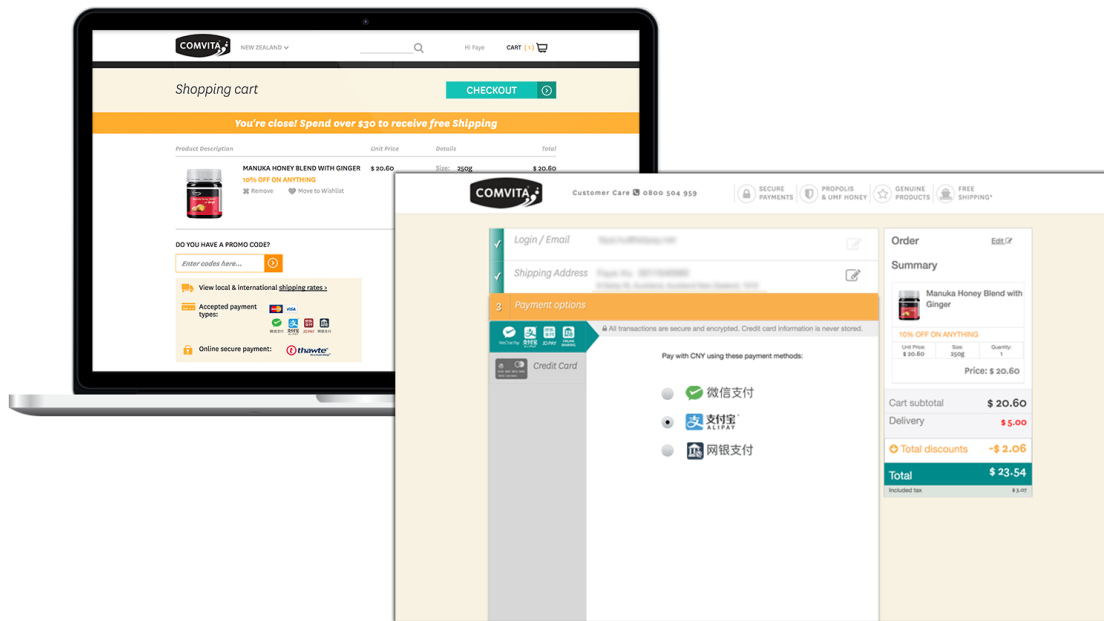 COMVITA
NEW ZEALAND
Hi Faye
CART (1)
Shopping cart
CHECKOUT
You're close! Spend over $30 to receive free Shipping
Product Description Unit Price Details Total
MANUKA HONEY BLEND WITH GINGER $ 20.60 Size: 250g $ 20.60
10% OFF ON ANYTHING
Remove Move to Wishlist
DO YOU HAVE A PROMO CODE?
Enter codes here...
View local & international shipping rates >
Accepted payment
types:
VISA
Online secure payment: thawte
COMVITA
Customer Care 0800 504 959
SECURE
PAYMENTS
PROPOLIS
& UMF HONEY
GENUINE
PRODUCTS
FREE
SHIPPING*
Login / Email
Shipping Address
3 Payment options
WeChat Pay
All transactions are secure and encrypted. Credit card information is never stored.
Credit Card
Pay with CNY using these payment methods:
微信支付
支付宝
ALIPAY
网银支付
Order
Edit
Summary
Manuka Honey Blend with
Ginger
10% OFF ON ANYTHING
Unit Price: Size: Quantity:
$ 20.60 250g 1
Price: $ 20.60
Cart subtotal $ 20.60
Delivery $ 5.00
Total discounts -$ 2.06
Total $ 23.54
Included tax